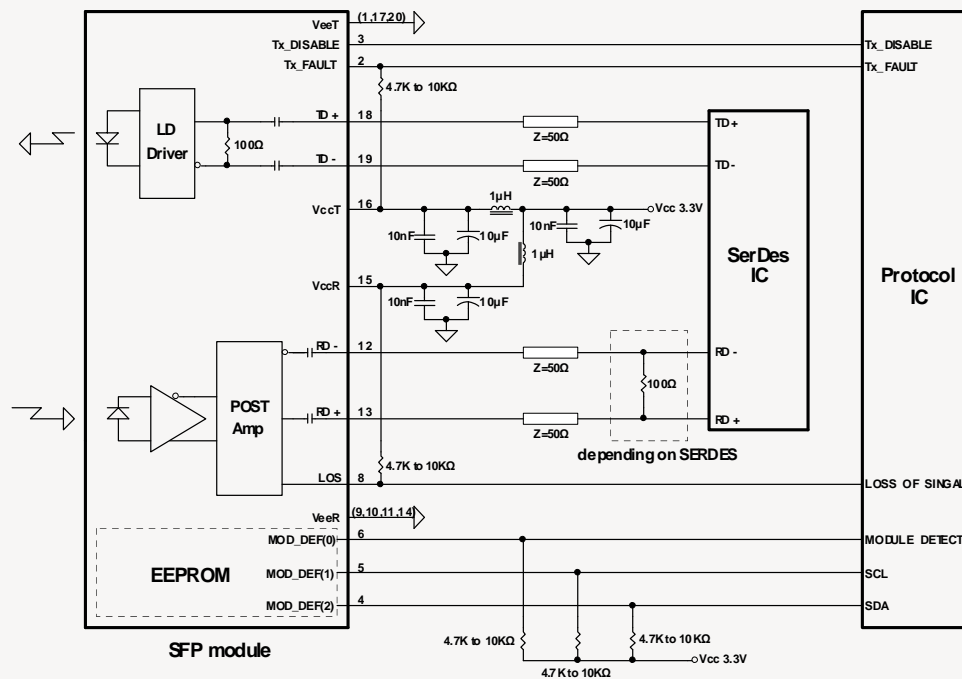 VeeT (1,17,20)
Tx_DISABLE 3 Tx_DISABLE
Tx_FAULT 2 Tx_FAULT
4.7K to 10KΩ
LD
Driver
100Ω
TD+ 18 TD+
Z=50Ω
TD- 19 TD-
Z=50Ω
1µH
VccT 16 Vcc 3.3V
10nF 10µF 10nF 10µF
1µH
SerDes
IC
Protocol
IC
VccR 15
10nF 10µF
RD- 12 RD-
Z=50Ω
100Ω
POST
Amp
RD+ 13 RD+
Z=50Ω
depending on SERDES
4.7K to 10KΩ
LOS 8 LOSS OF SINGAL
VeeR (9,10,11,14)
MOD_DEF(0) 6 MODULE DETECT
EEPROM
MOD_DEF(1) 5 SCL
MOD_DEF(2) 4 SDA
4.7K to 10KΩ 4.7K to 10KΩ
SFP module
Vcc 3.3V
4.7K to 10KΩ